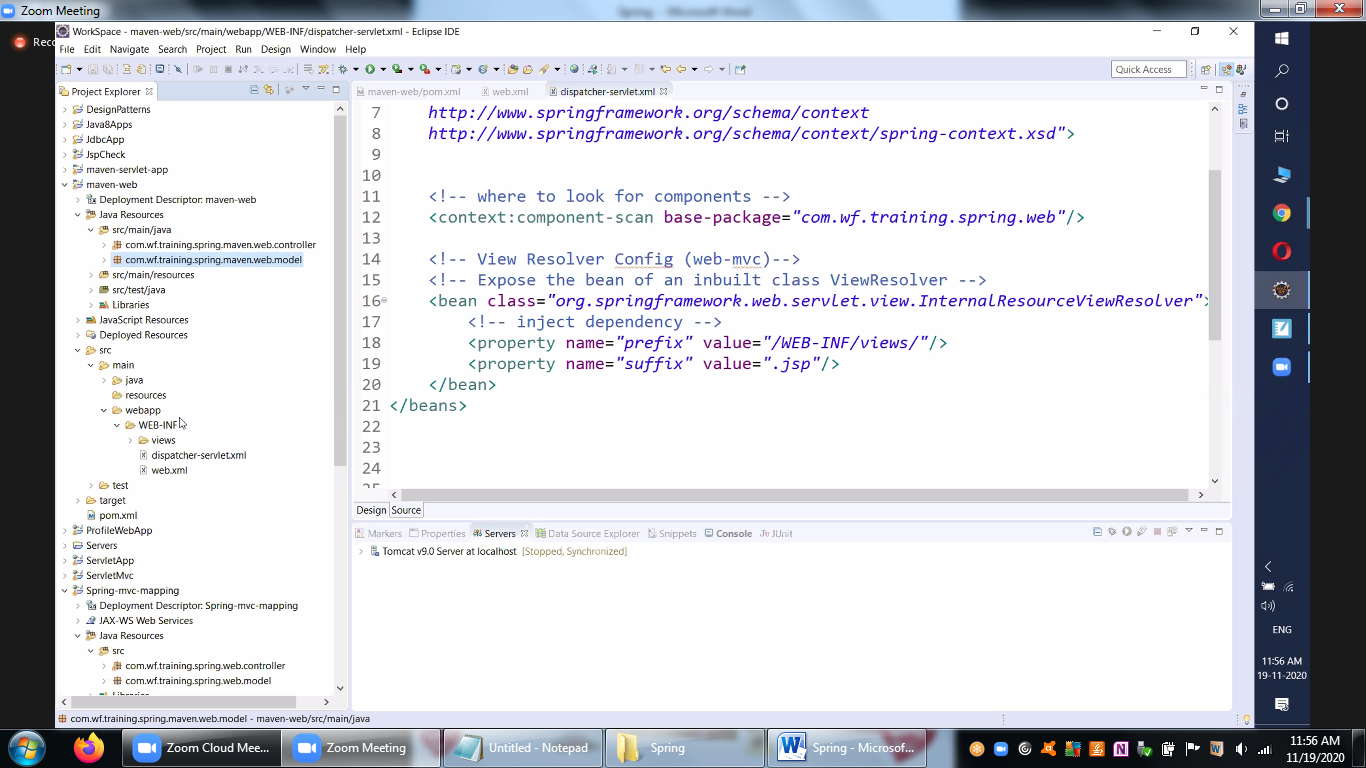 Zoom Meeting
Spring - Microsoft Word
Reco
WorkSpace - maven-web/src/main/webapp/WEB-INF/dispatcher-servlet.xml - Eclipse IDE
File Edit Navigate Search Project Run Design Window Help
Quick Access
Project Explorer
maven-web/pom.xml
web.xml
dispatcher-servlet.xml
DesignPatterns
Java8Apps
JdbcApp
JspCheck
maven-servlet-app
maven-web
Deployment Descriptor: maven-web
Java Resources
src/main/java
com.wf.training.spring.maven.web.controller
com.wf.training.spring.maven.web.model
src/main/resources
src/test/java
Libraries
JavaScript Resources
Deployed Resources
src
main
java
resources
webapp
WEB-INF
views
dispatcher-servlet.xml
web.xml
test
target
pom.xml
ProfileWebApp
Servers
ServletApp
ServletMvc
Spring-mvc-mapping
Deployment Descriptor: Spring-mvc-mapping
JAX-WS Web Services
Java Resources
src
com.wf.training.spring.web.controller
com.wf.training.spring.web.model
Libraries
7 http://www.springframework.org/schema/context
8 http://www.springframework.org/schema/context/spring-context.xsd">
9
10
11 <!-- where to look for components -->
12 <context:component-scan base-package="com.wf.training.spring.web"/>
13
14 <!-- View Resolver Config (web-mvc)-->
15 <!-- Expose the bean of an inbuilt class ViewResolver -->
16 <bean class="org.springframework.web.servlet.view.InternalResourceViewResolver">
17 <!-- inject dependency -->
18 <property name="prefix" value="/WEB-INF/views/"/>
19 <property name="suffix" value=".jsp"/>
20 </bean>
21 </beans>
22
23
24
25
Design Source
Markers Properties Servers Data Source Explorer Snippets Console JUnit
Tomcat v9.0 Server at localhost [Stopped, Synchronized]
com.wf.training.spring.maven.web.model - maven-web/src/main/java
ENG
11:56 AM
19-11-2020
Zoom Cloud Mee...
Zoom Meeting
Untitled - Notepad
Spring
Spring - Microsof...
11:56 AM
11/19/2020